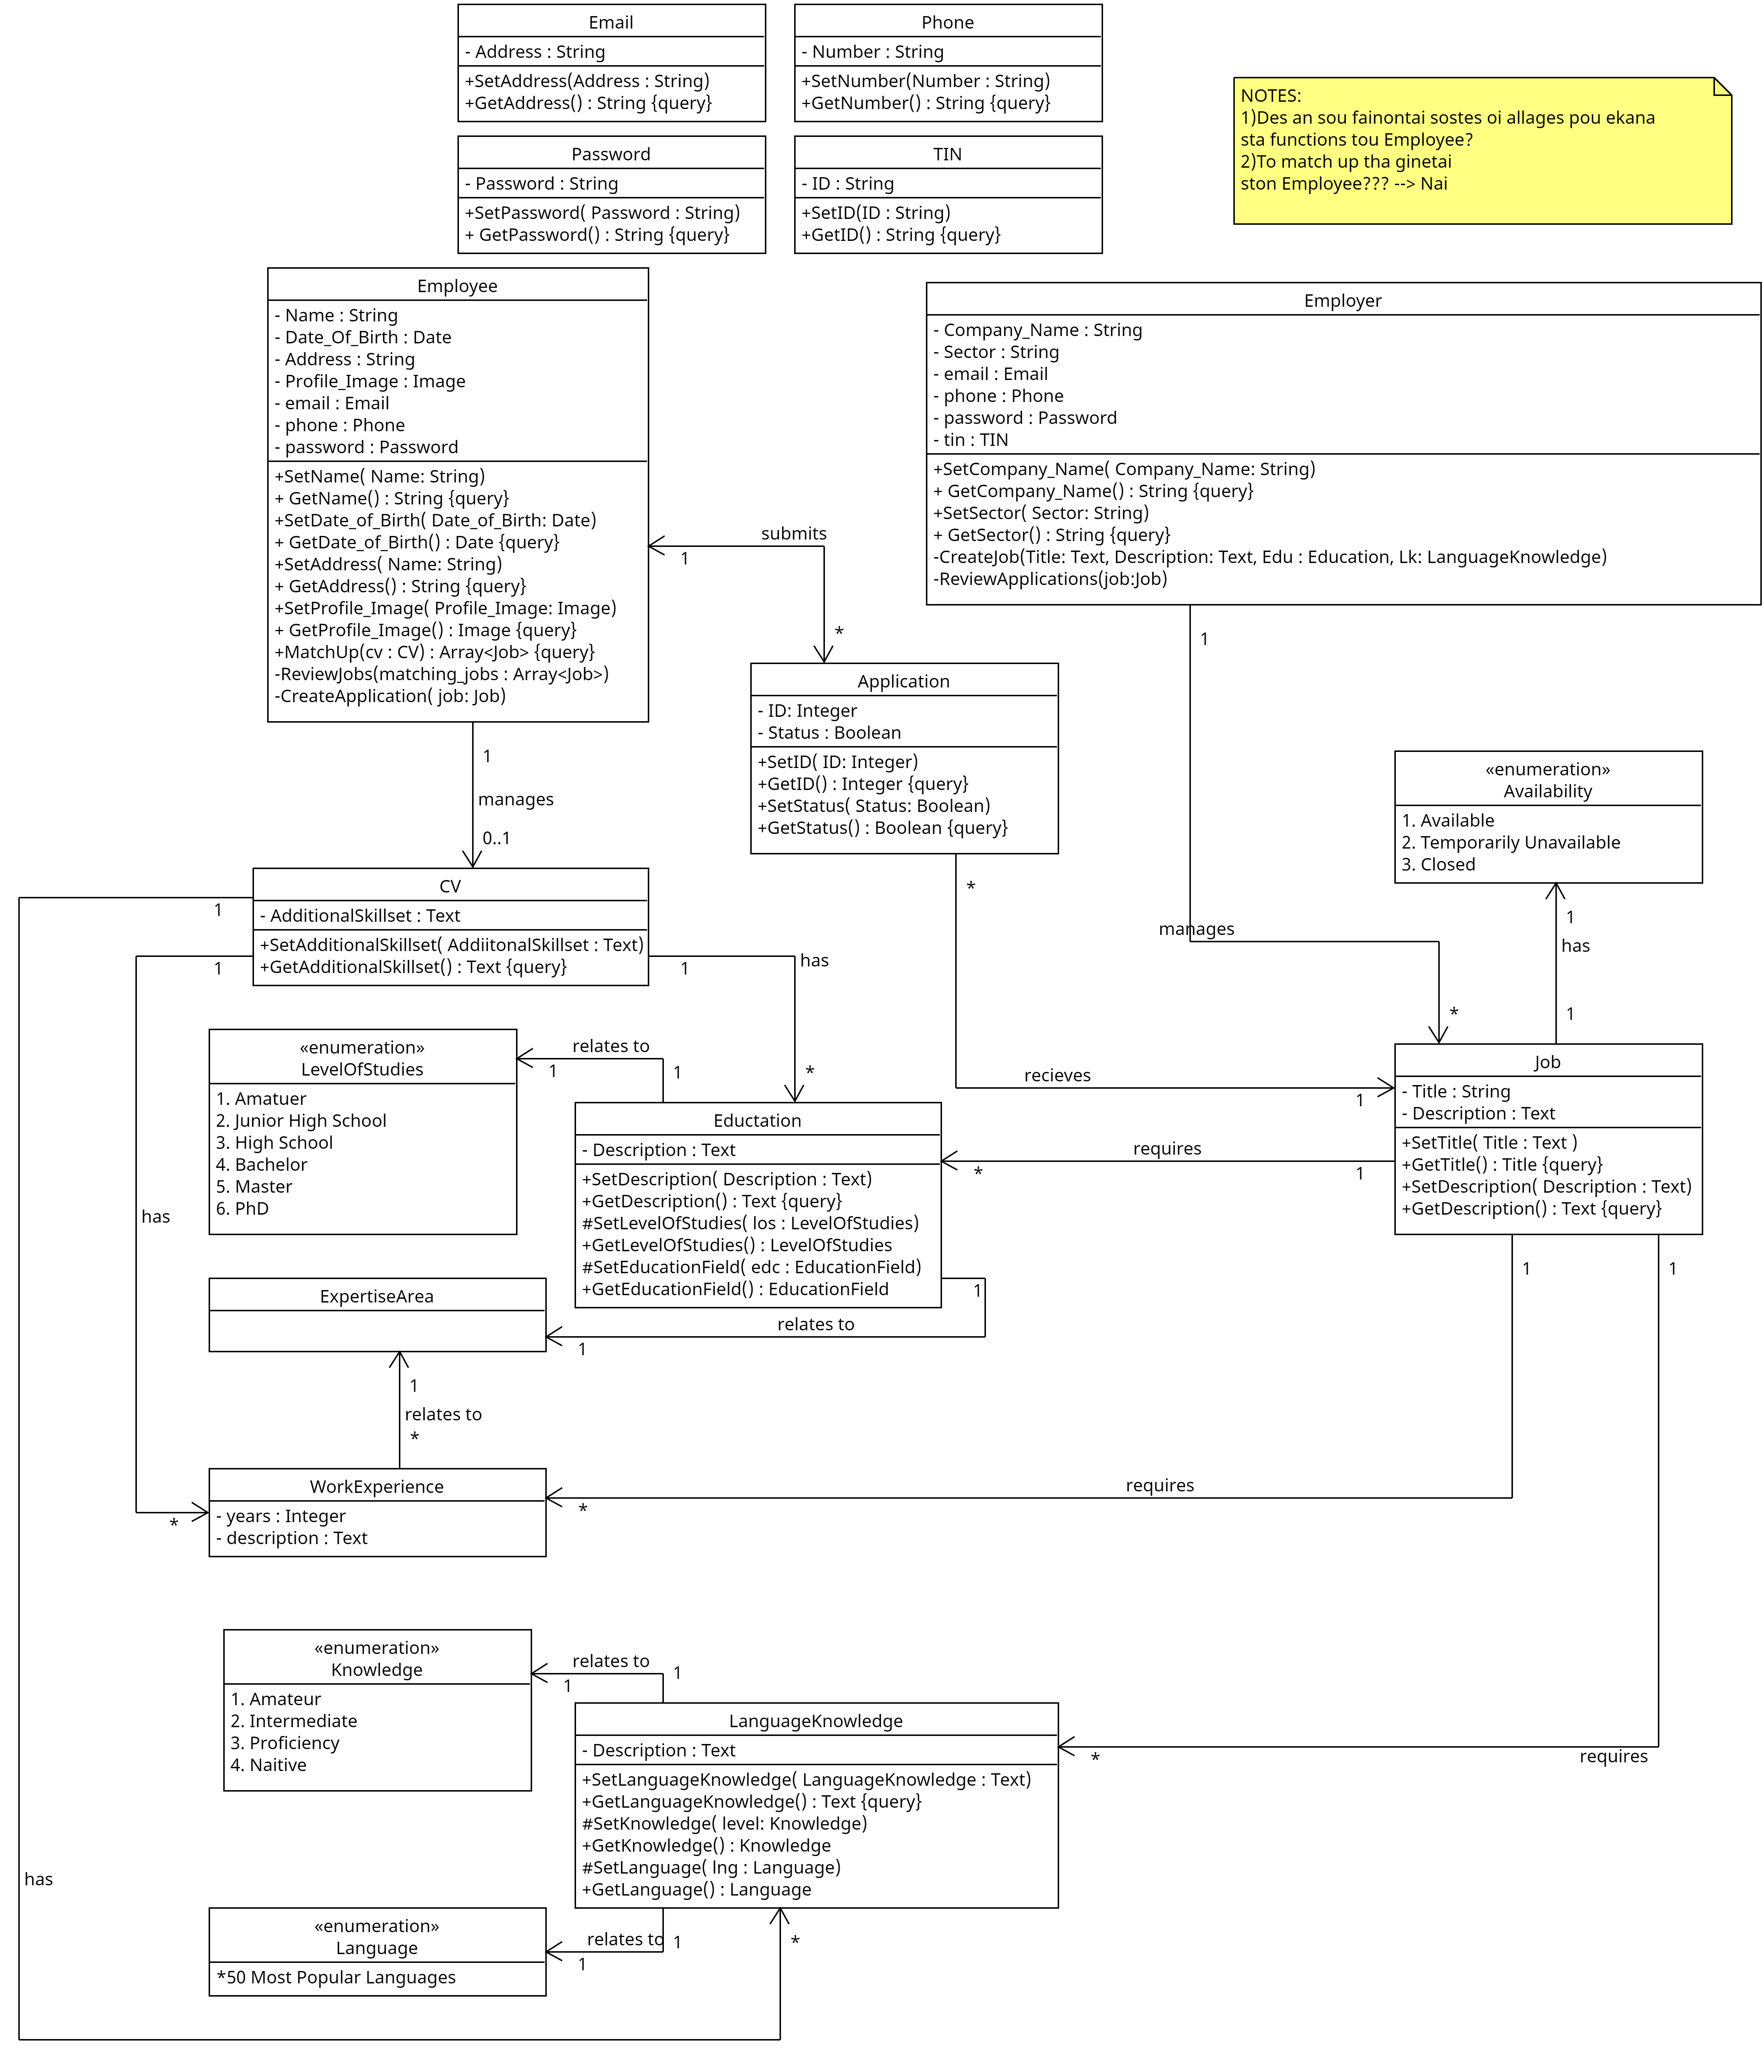 Email
- Address : String
+SetAddress(Address : String)
+GetAddress() : String {query}
Phone
- Number : String
+SetNumber(Number : String)
+GetNumber() : String {query}
NOTES:
1)Des an sou fainontai sostes oi allages pou ekana
sta functions tou Employee?
2)To match up tha ginetai
ston Employee??? --> Nai
Password
- Password : String
+SetPassword( Password : String)
+ GetPassword() : String {query}
TIN
- ID : String
+SetID(ID : String)
+GetID() : String {query}
Employee
- Name : String
- Date_Of_Birth : Date
- Address : String
- Profile_Image : Image
- email : Email
- phone : Phone
- password : Password
+SetName( Name: String)
+ GetName() : String {query}
+SetDate_of_Birth( Date_of_Birth: Date)
+ GetDate_of_Birth() : Date {query}
+SetAddress( Name: String)
+ GetAddress() : String {query}
+SetProfile_Image( Profile_Image: Image)
+ GetProfile_Image() : Image {query}
+MatchUp(cv : CV) : Array<Job> {query}
-ReviewJobs(matching_jobs : Array<Job>)
-CreateApplication( job: Job)
Employer
- Company_Name : String
- Sector : String
- email : Email
- phone : Phone
- password : Password
- tin : TIN
+SetCompany_Name( Company_Name: String)
+ GetCompany_Name() : String {query}
+SetSector( Sector: String)
+ GetSector() : String {query}
-CreateJob(Title: Text, Description: Text, Edu : Education, Lk: LanguageKnowledge)
-ReviewApplications(job:Job)
submits
1
*
1
Application
- ID: Integer
- Status : Boolean
+SetID( ID: Integer)
+GetID() : Integer {query}
+SetStatus( Status: Boolean)
+GetStatus() : Boolean {query}
1
manages
0..1
«enumeration»
Availability
1. Available
2. Temporarily Unavailable
3. Closed
CV
- AdditionalSkillset : Text
+SetAdditionalSkillset( AddiitonalSkillset : Text)
+GetAdditionalSkillset() : Text {query}
1
1
1
has
*
*
manages
*
1
has
1
«enumeration»
LevelOfStudies
1. Amatuer
2. Junior High School
3. High School
4. Bachelor
5. Master
6. PhD
relates to
1
1
recieves
1
Job
- Title : String
- Description : Text
+SetTitle( Title : Text )
+GetTitle() : Title {query}
+SetDescription( Description : Text)
+GetDescription() : Text {query}
Eductation
- Description : Text
+SetDescription( Description : Text)
+GetDescription() : Text {query}
#SetLevelOfStudies( los : LevelOfStudies)
+GetLevelOfStudies() : LevelOfStudies
#SetEducationField( edc : EducationField)
+GetEducationField() : EducationField
requires
*
1
has
1
1
ExpertiseArea
1
relates to
1
1
relates to
*
WorkExperience
- years : Integer
- description : Text
*
requires
*
«enumeration»
Knowledge
1. Amateur
2. Intermediate
3. Proficiency
4. Naitive
relates to
1
1
LanguageKnowledge
- Description : Text
+SetLanguageKnowledge( LanguageKnowledge : Text)
+GetLanguageKnowledge() : Text {query}
#SetKnowledge( level: Knowledge)
+GetKnowledge() : Knowledge
#SetLanguage( lng : Language)
+GetLanguage() : Language
*
requires
has
«enumeration»
Language
*50 Most Popular Languages
relates to
1
1
*